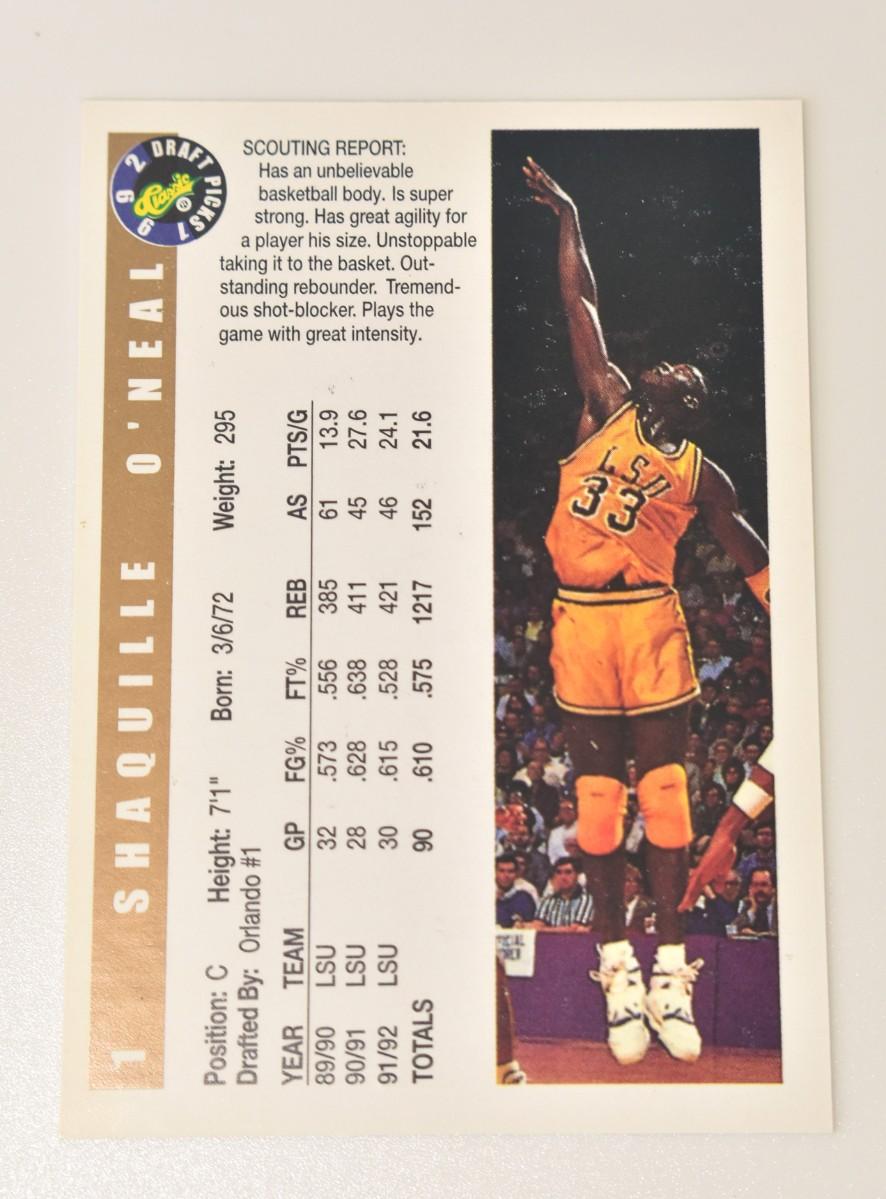 1 SHAQUILLE O'NEAL
1992 DRAFT PICKS
Classic
SCOUTING REPORT:
Has an unbelievable
basketball body. Is super
strong. Has great agility for
a player his size. Unstoppable
taking it to the basket. Out-
standing rebounder. Tremend-
ous shot-blocker. Plays the
game with great intensity.
Position: C Height: 7'1" Born: 3/6/72 Weight: 295
Drafted By: Orlando #1
YEAR TEAM GP FG% FT% REB AS PTS/G
89/90 LSU 32 .573 .556 385 61 13.9
90/91 LSU 28 .628 .638 411 45 27.6
91/92 LSU 30 .615 .528 421 46 24.1
TOTALS 90 .610 .575 1217 152 21.6
LSU
33